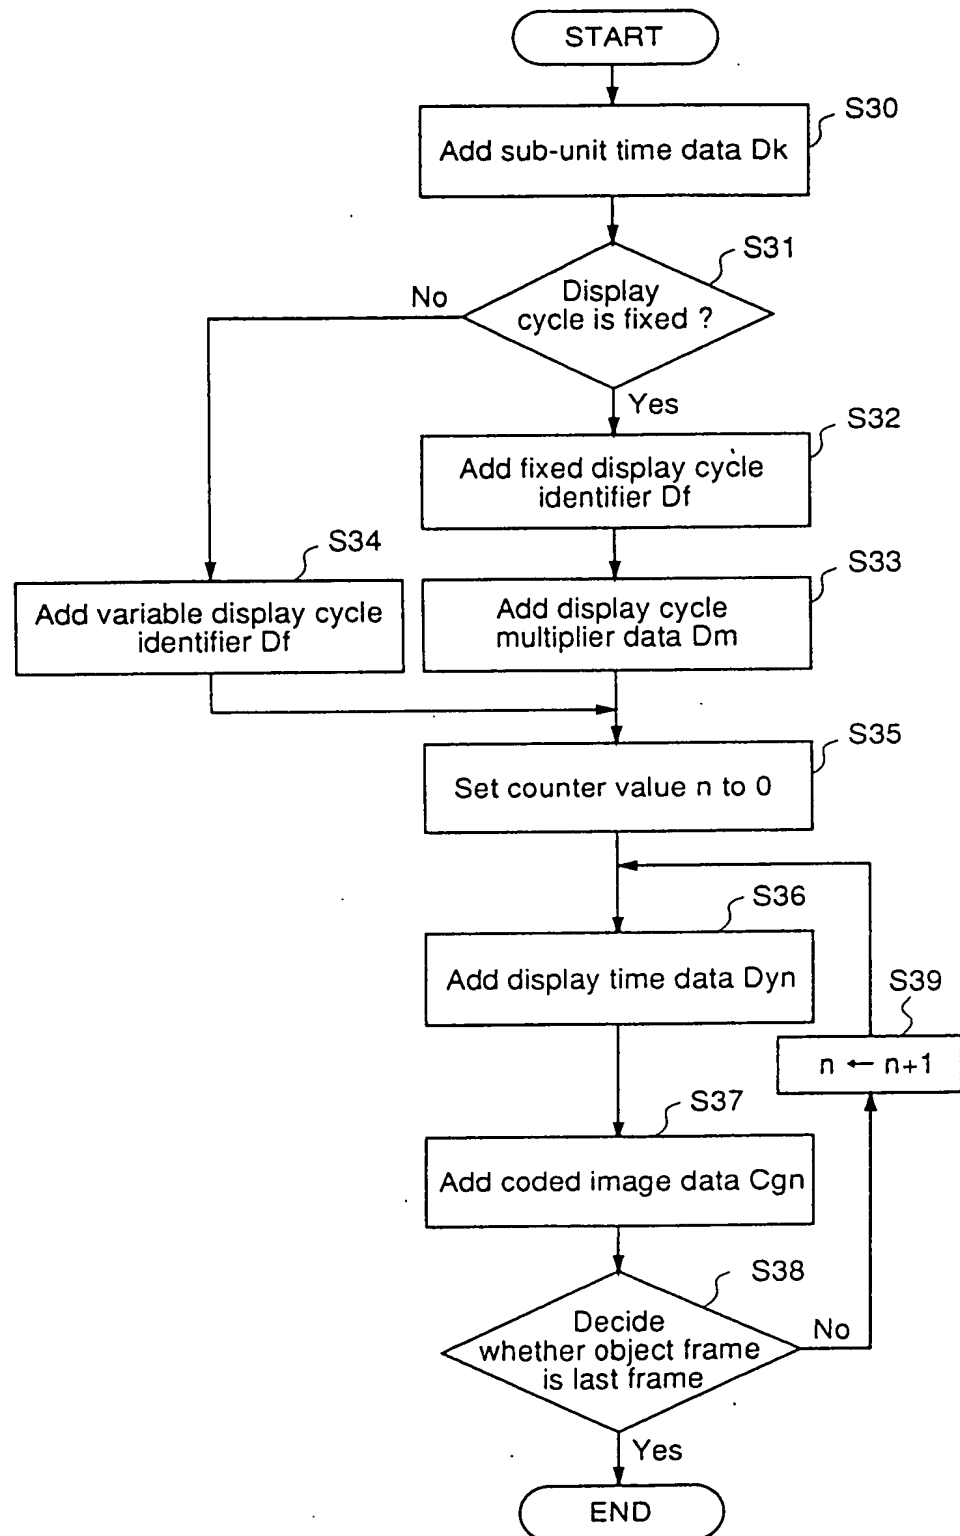 START
S30
Add sub-unit time data Dk
S31
Display
cycle is fixed ?
No
Yes
S32
Add fixed display cycle
identifier Df
S34
Add variable display cycle
identifier Df
S33
Add display cycle
multiplier data Dm
S35
Set counter value n to 0
S36
Add display time data Dyn
S39
n ← n+1
S37
Add coded image data Cgn
S38
Decide
whether object frame
is last frame
No
Yes
END